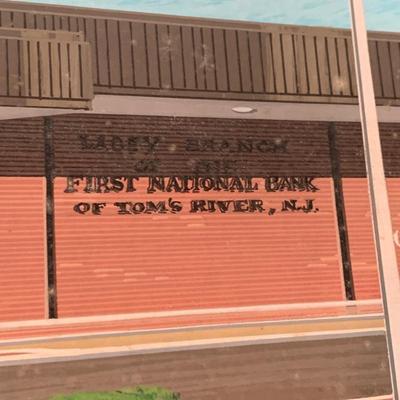 LACEY BRANCH
OF THE
FIRST NATIONAL BANK
OF TOM'S RIVER, N.J.